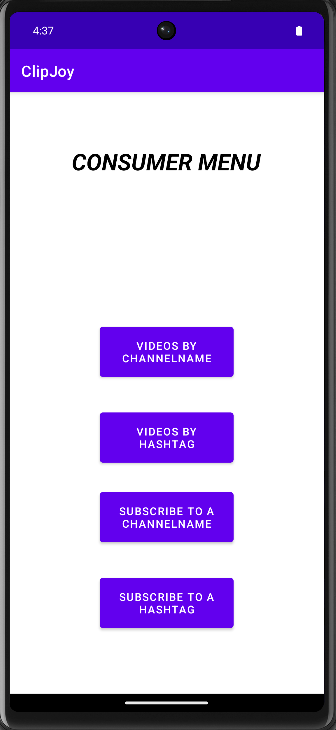 4:37
ClipJoy
CONSUMER MENU
VIDEOS BY
CHANNELNAME
VIDEOS BY
HASHTAG
SUBSCRIBE TO A
CHANNELNAME
SUBSCRIBE TO A
HASHTAG